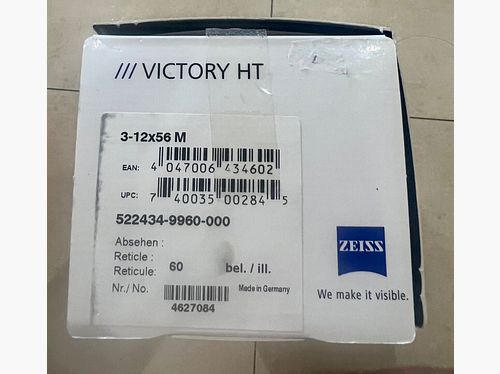 /// VICTORY HT
3-12x56 M
EAN: 4 047006 434602
UPC: 7 40035 00284 5
522434-9960-000
Absehen :
Reticle :
Reticule: 60 bel. / ill.
Nr./ No. Made in Germany
4627084
ZEISS
We make it visible.